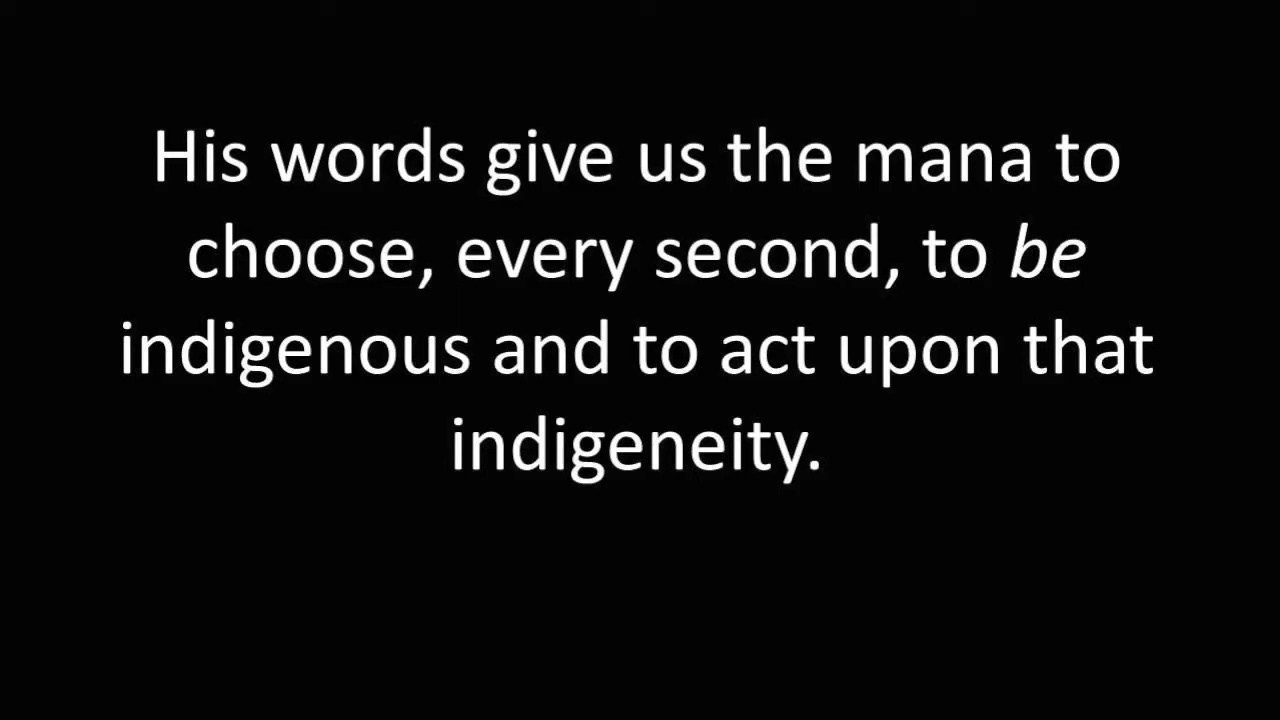 His words give us the mana to
choose, every second, to be
indigenous and to act upon that
indigeneity.